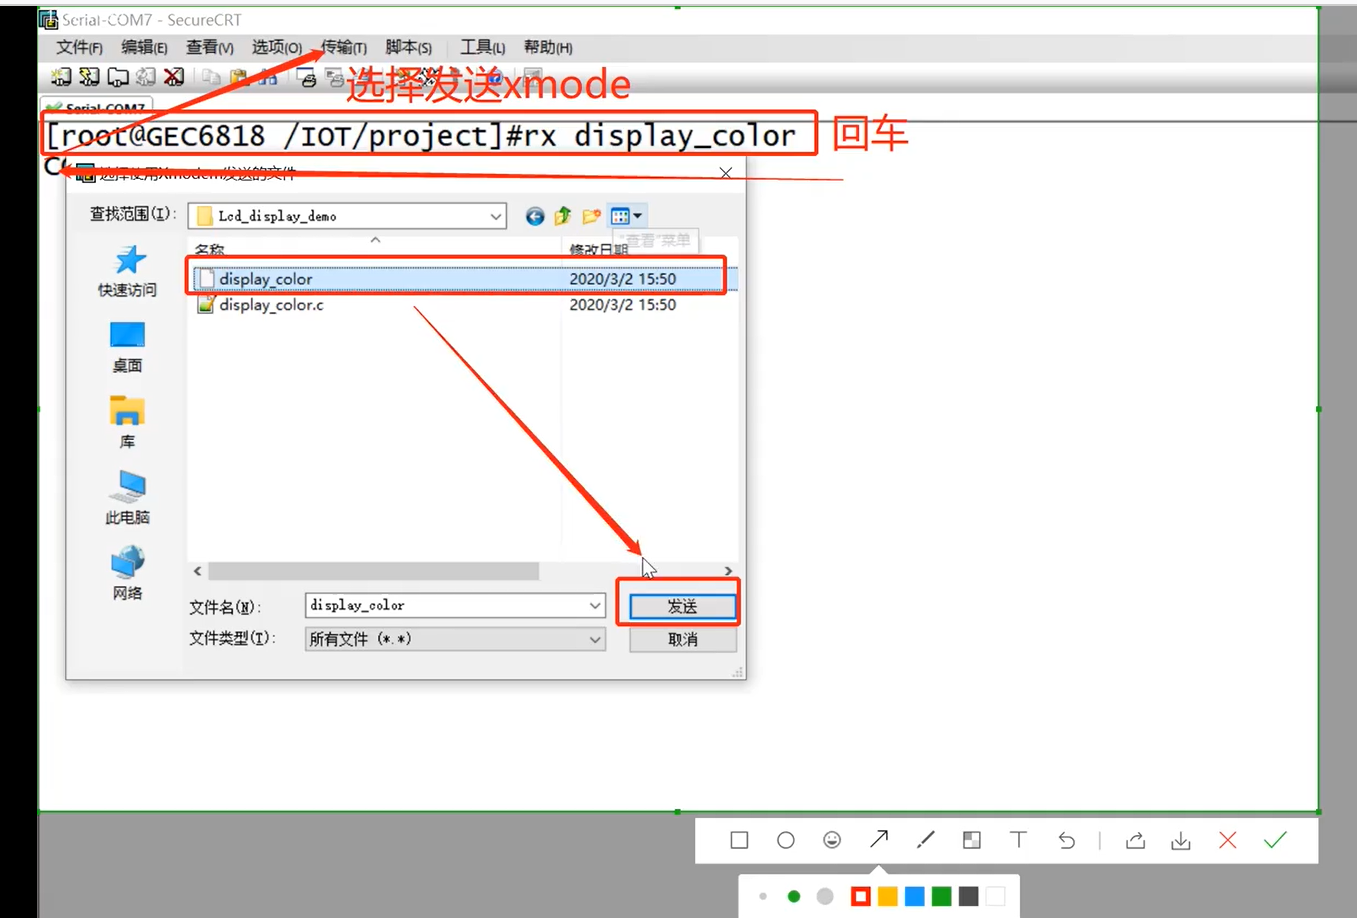 Serial-COM7 - SecureCRT
文件(F) 编辑(E) 查看(V) 选项(O) 传输(T) 脚本(S) 工具(L) 帮助(H)
选择发送xmode
Serial-COM7
[root@GEC6818 /IOT/project]#rx display_color
回车
选择使用Xmodem发送的文件
查找范围(I): Lcd_display_demo
"查看"菜单
名称 修改日期
display_color 2020/3/2 15:50
display_color.c 2020/3/2 15:50
快速访问
桌面
库
此电脑
网络
文件名(N): display_color 发送
文件类型(T): 所有文件 (*.*) 取消